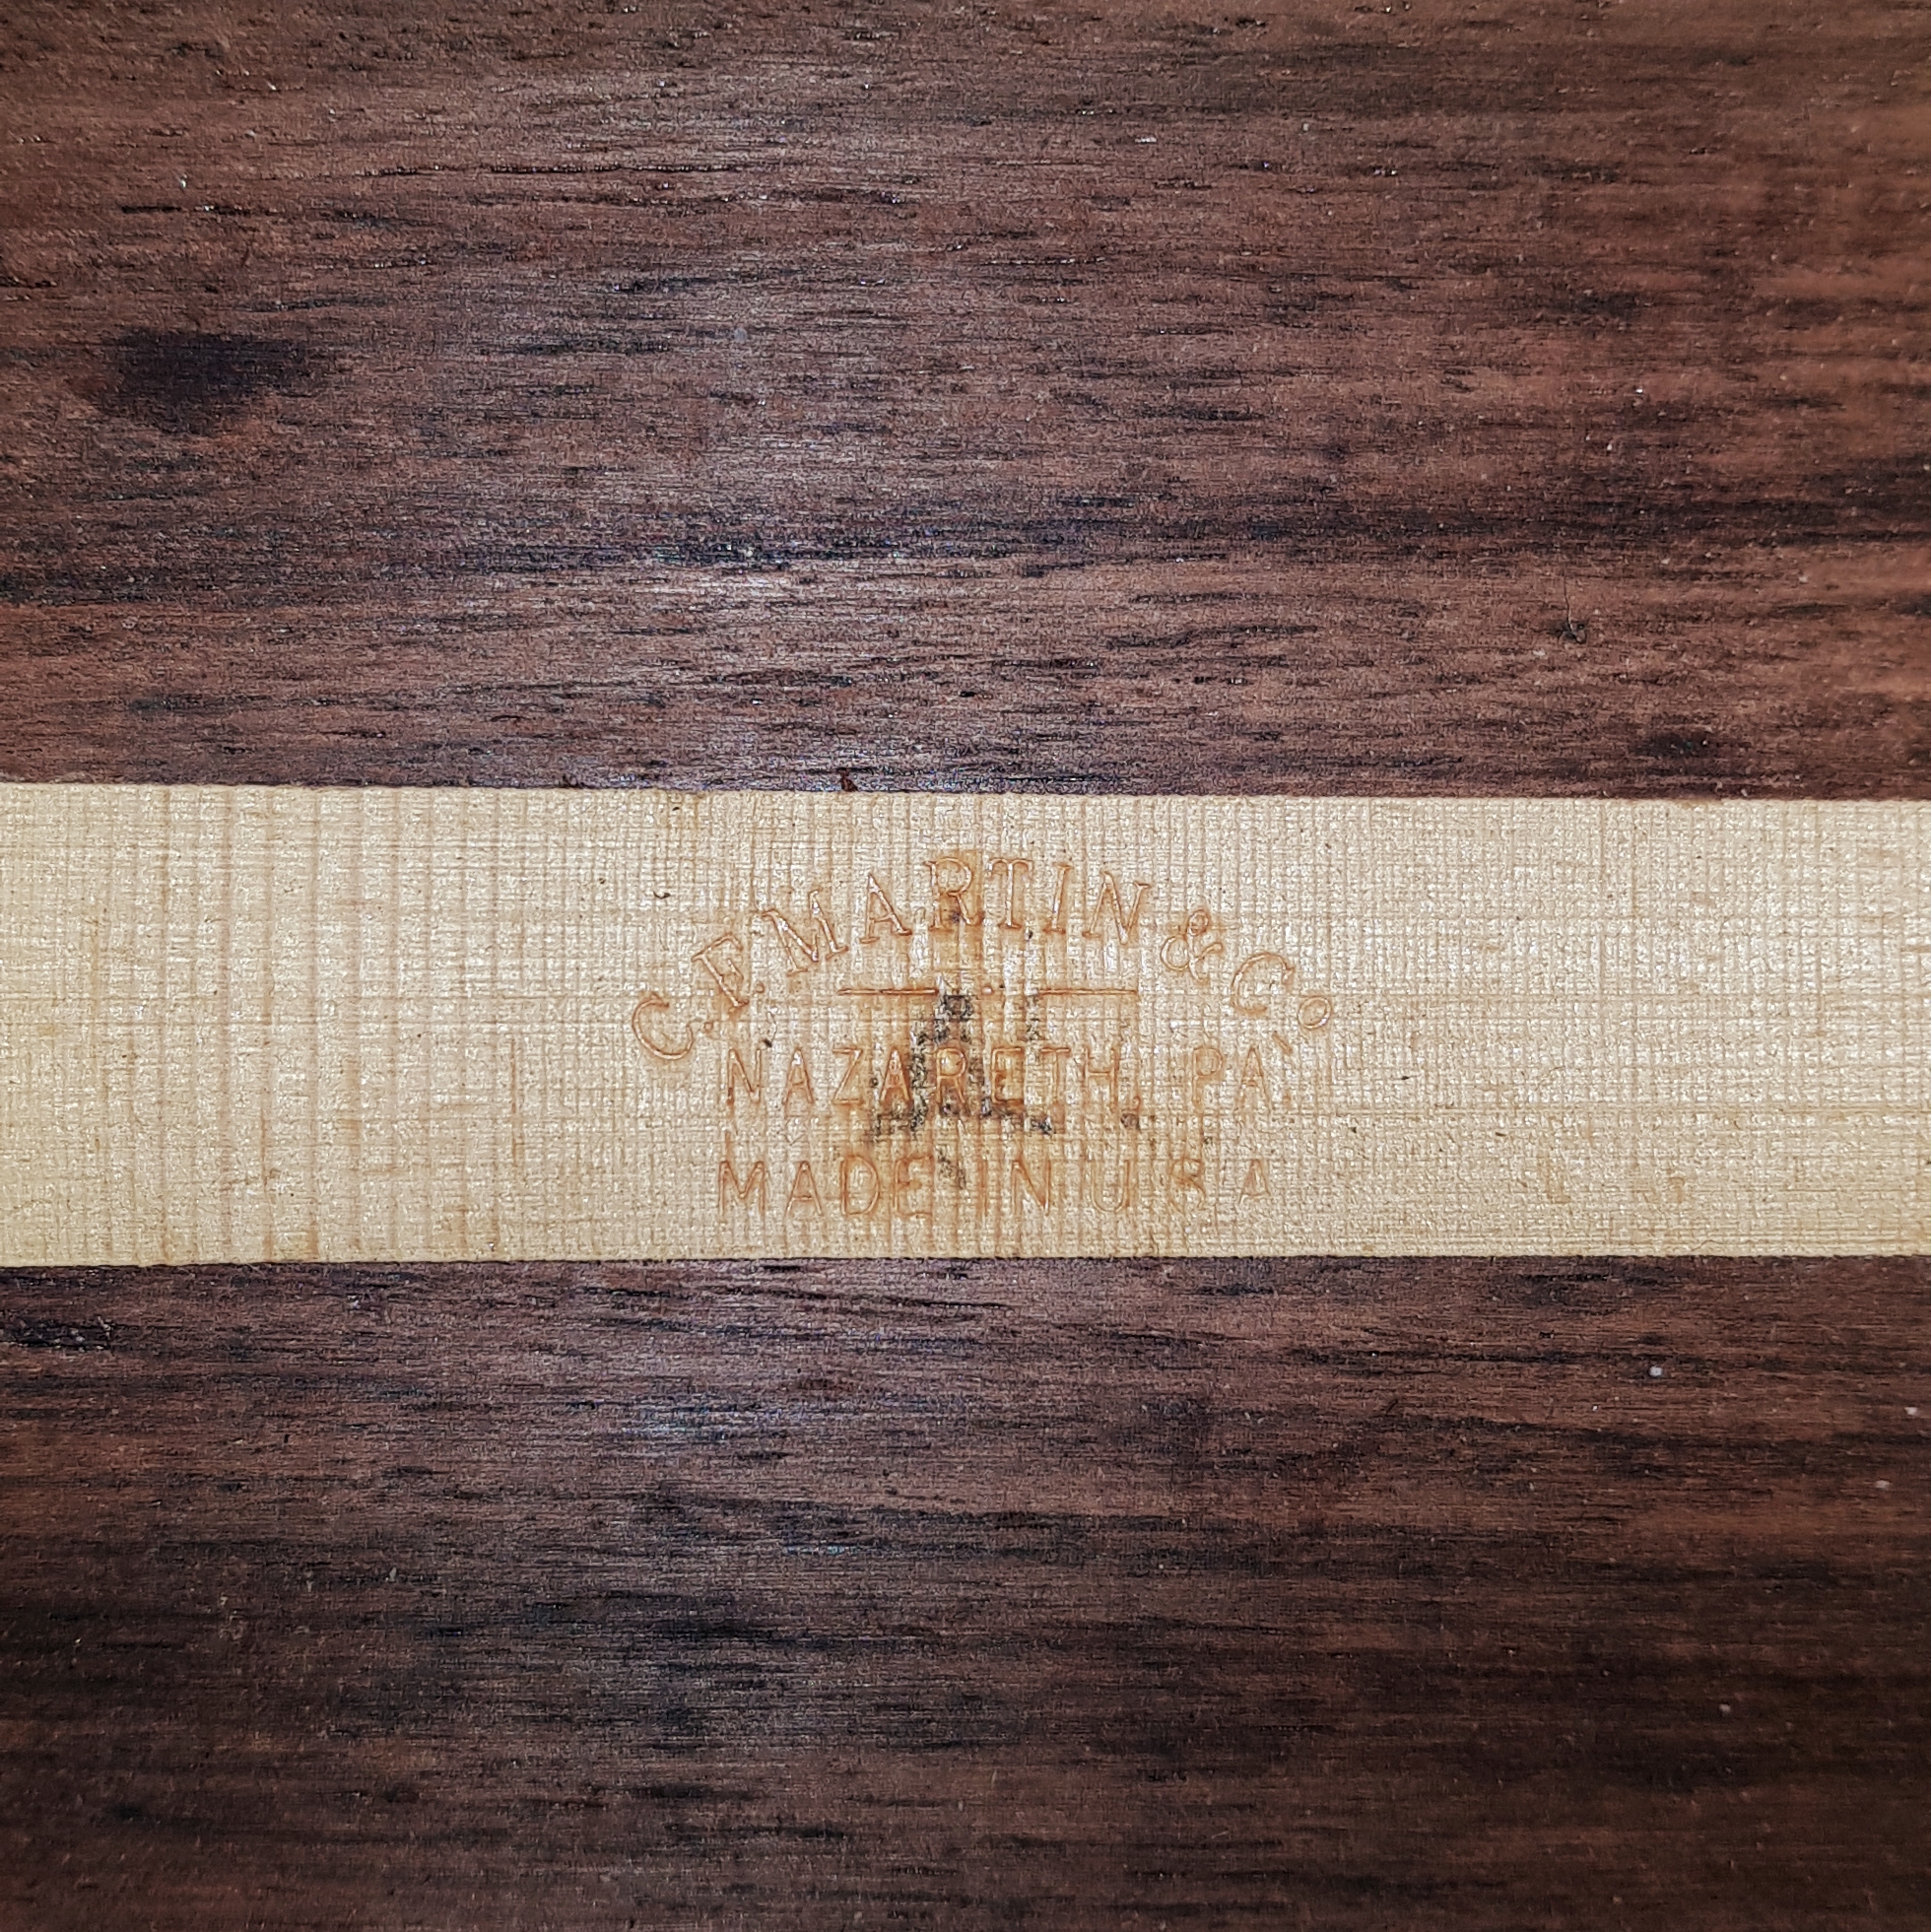 C.F. MARTIN & Co.
NAZARETH, PA.
MADE IN U S A